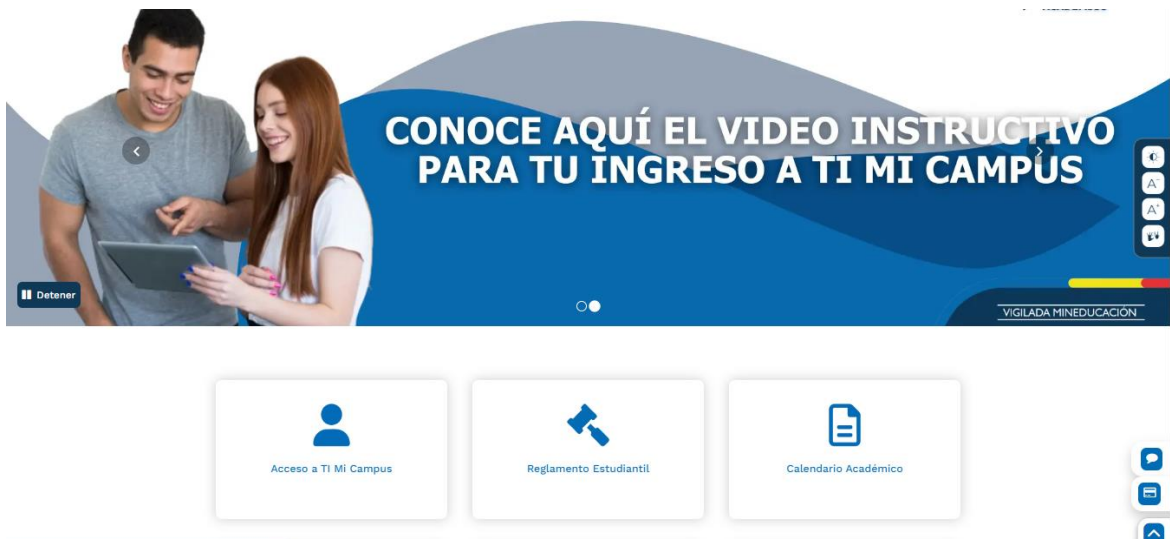 CONOCE AQUÍ EL VIDEO INSTRUCTIVO
PARA TU INGRESO A TI MI CAMPUS
A-
A+
Detener
VIGILADA MINEDUCACIÓN
Acceso a TI Mi Campus
Reglamento Estudiantil
Calendario Académico